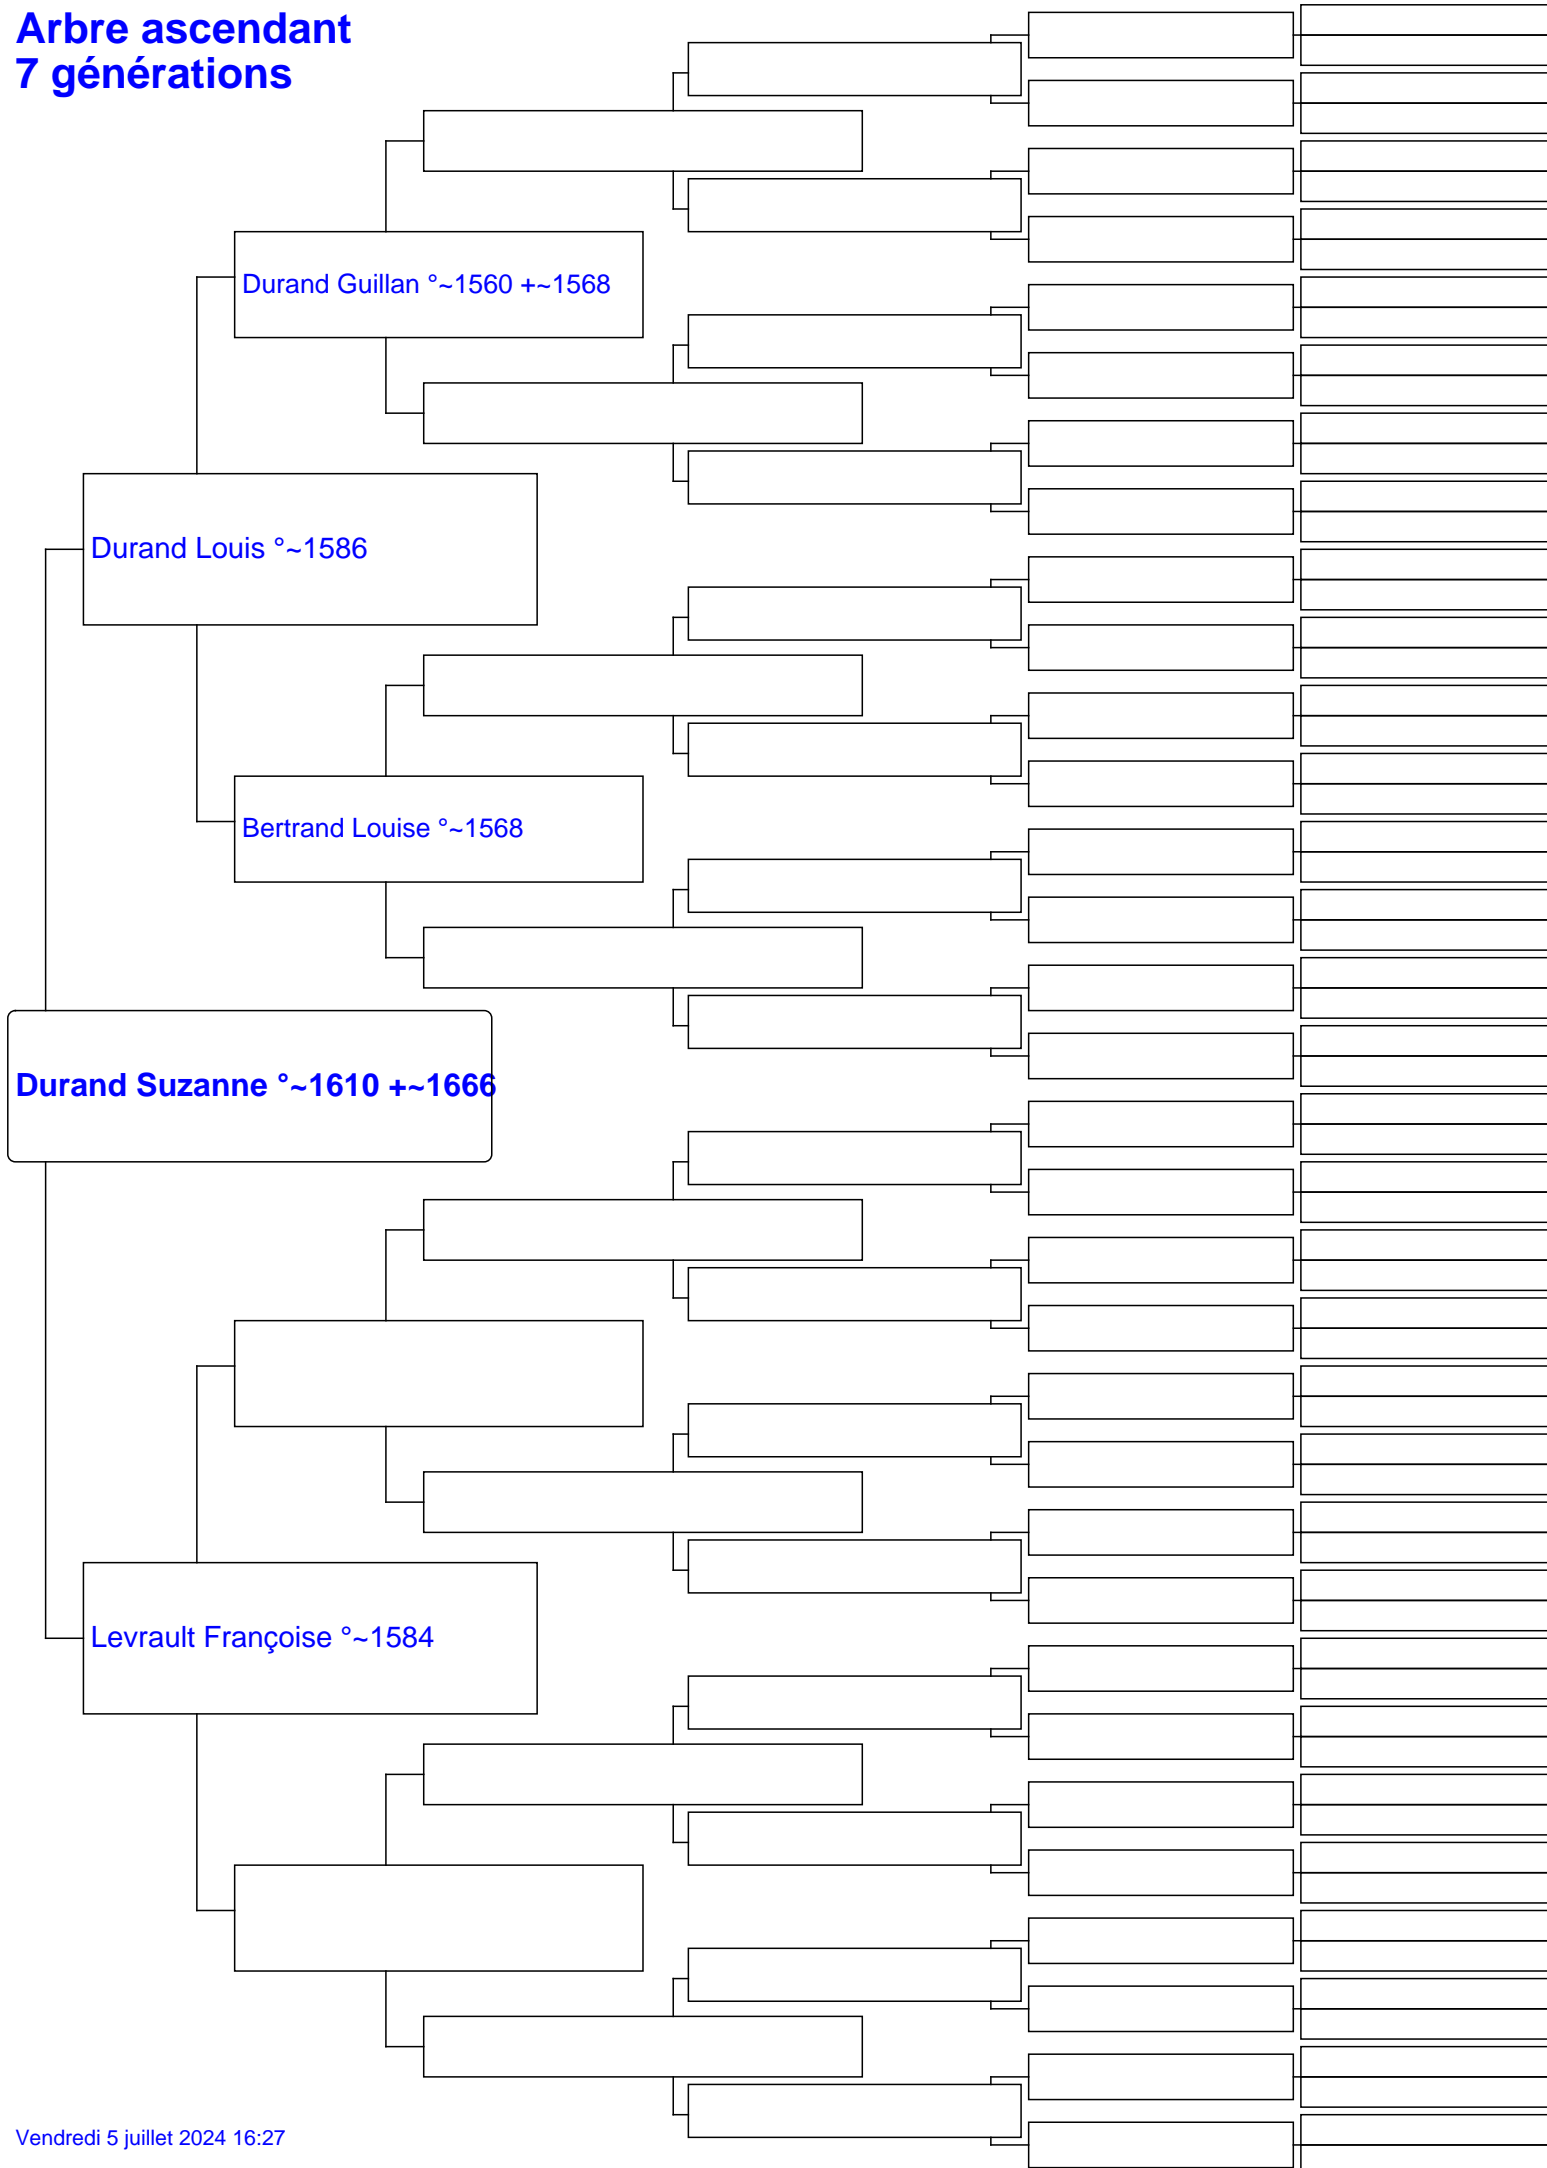 Arbre ascendant
7 générations
Durand Guillan °~1560 +~1568
Durand Louis °~1586
Bertrand Louise °~1568
Durand Suzanne °~1610 +~1666
Levrault Françoise °~1584
Vendredi 5 juillet 2024 16:27